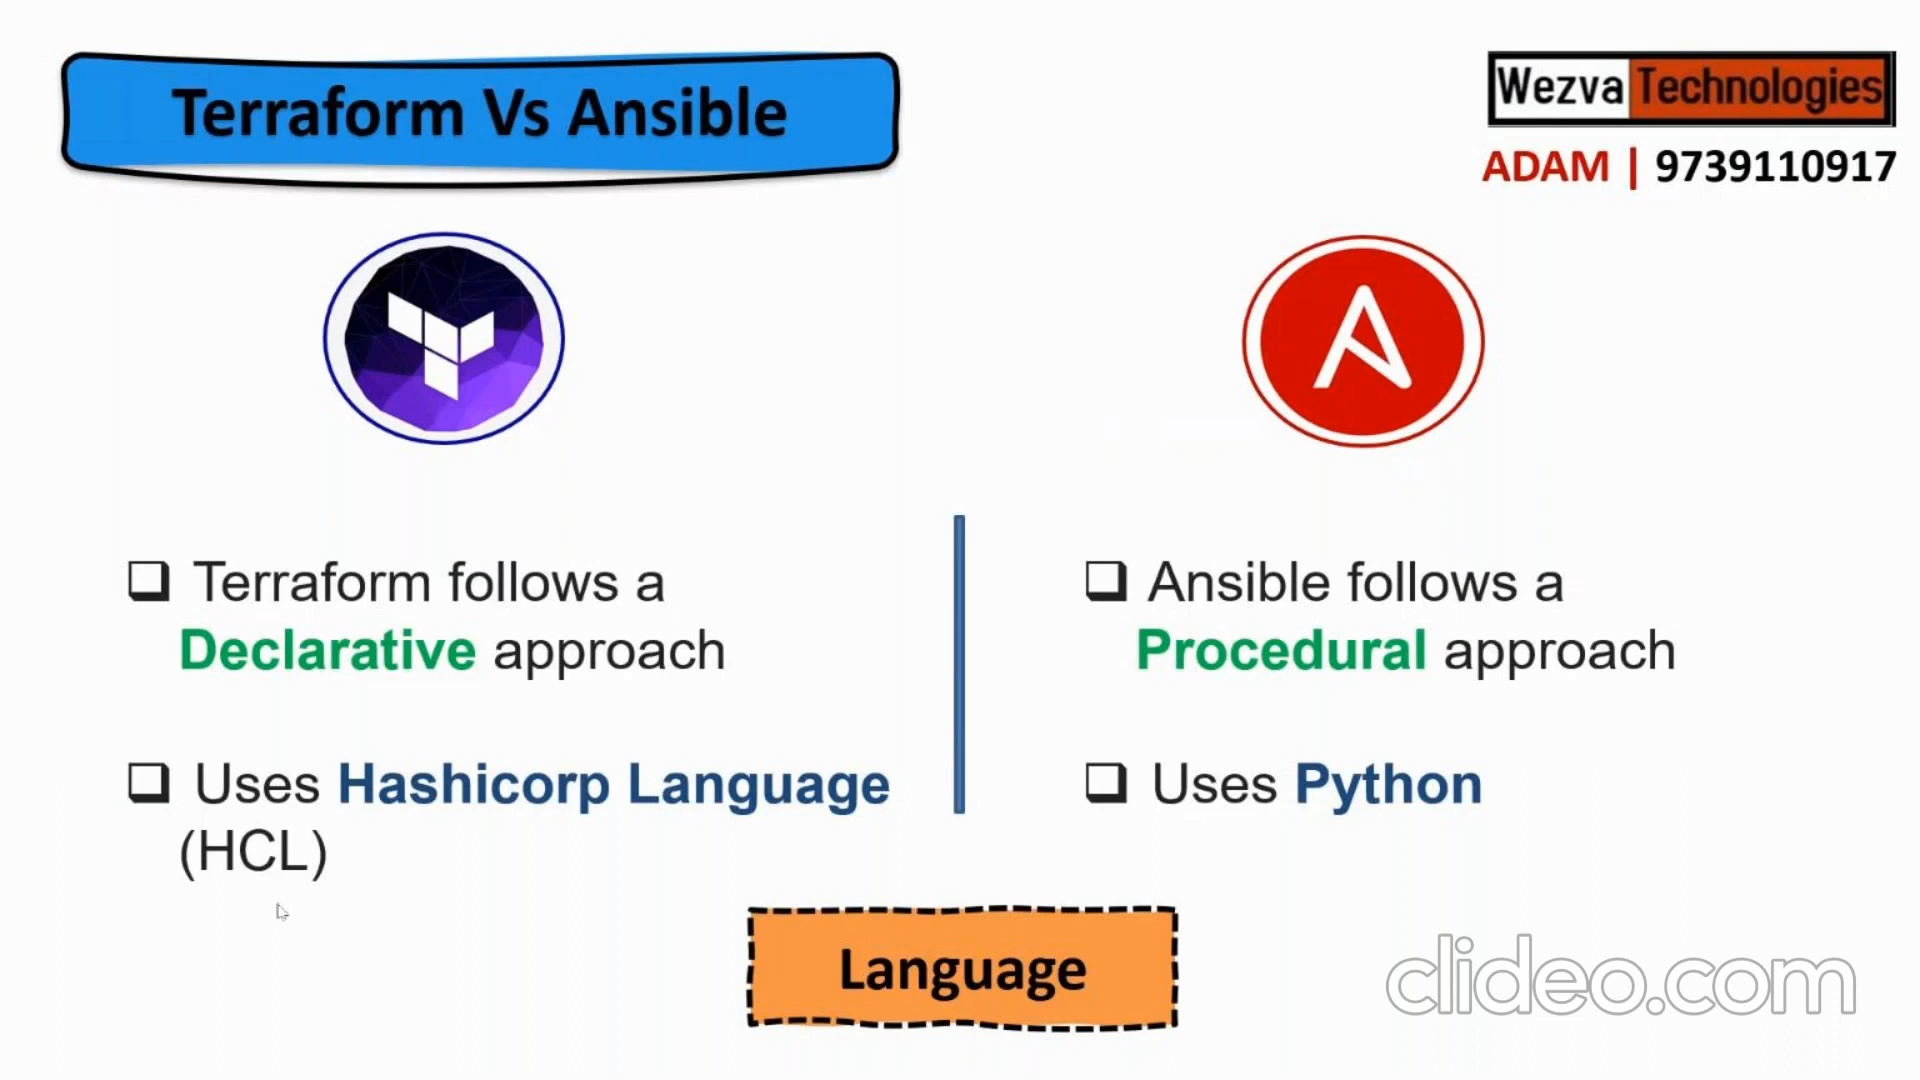 Terraform Vs Ansible
Wezva Technologies
ADAM | 9739110917
Terraform follows a
Declarative approach
Uses Hashicorp Language
(HCL)
Ansible follows a
Procedural approach
Uses Python
Language
clideo.com